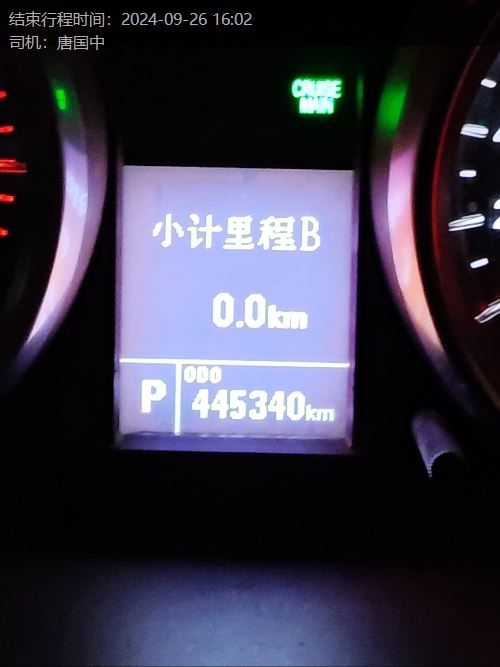 结束行程时间：2024-09-26 16:02
司机：唐国中
CRUISE
MAIN
小计里程B
0.0km
ODO
P 445340km